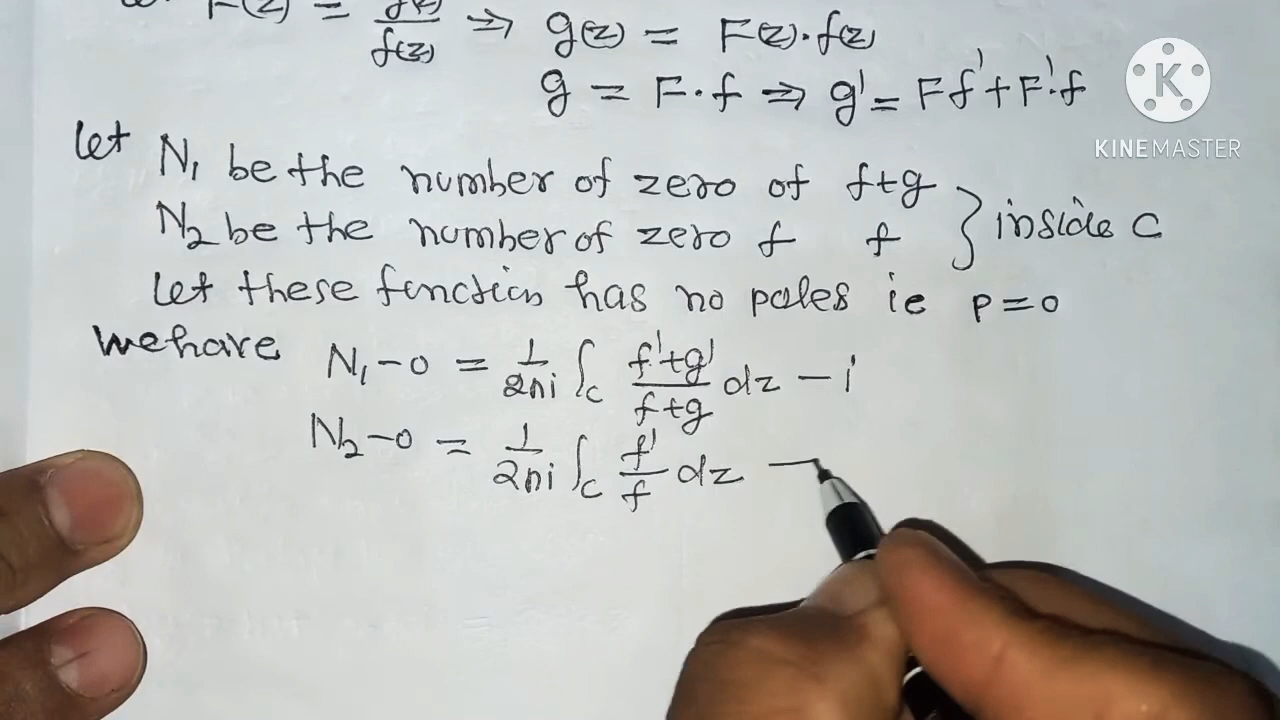 F(z) = g(z)/f(z) ⇒ g(z) = F(z).f(z)
g = F.f ⇒ g' = Ff'+F'.f
K
KINEMASTER
let N₁ be the number of zero of f+g
N₂ be the number of zero f f } inside C
Let these function has no poles ie P=0
We have N₁-0 = 1/2πi ∫c f'+g'/f+g dz - i
N₂-0 = 1/2πi ∫c f'/f dz -